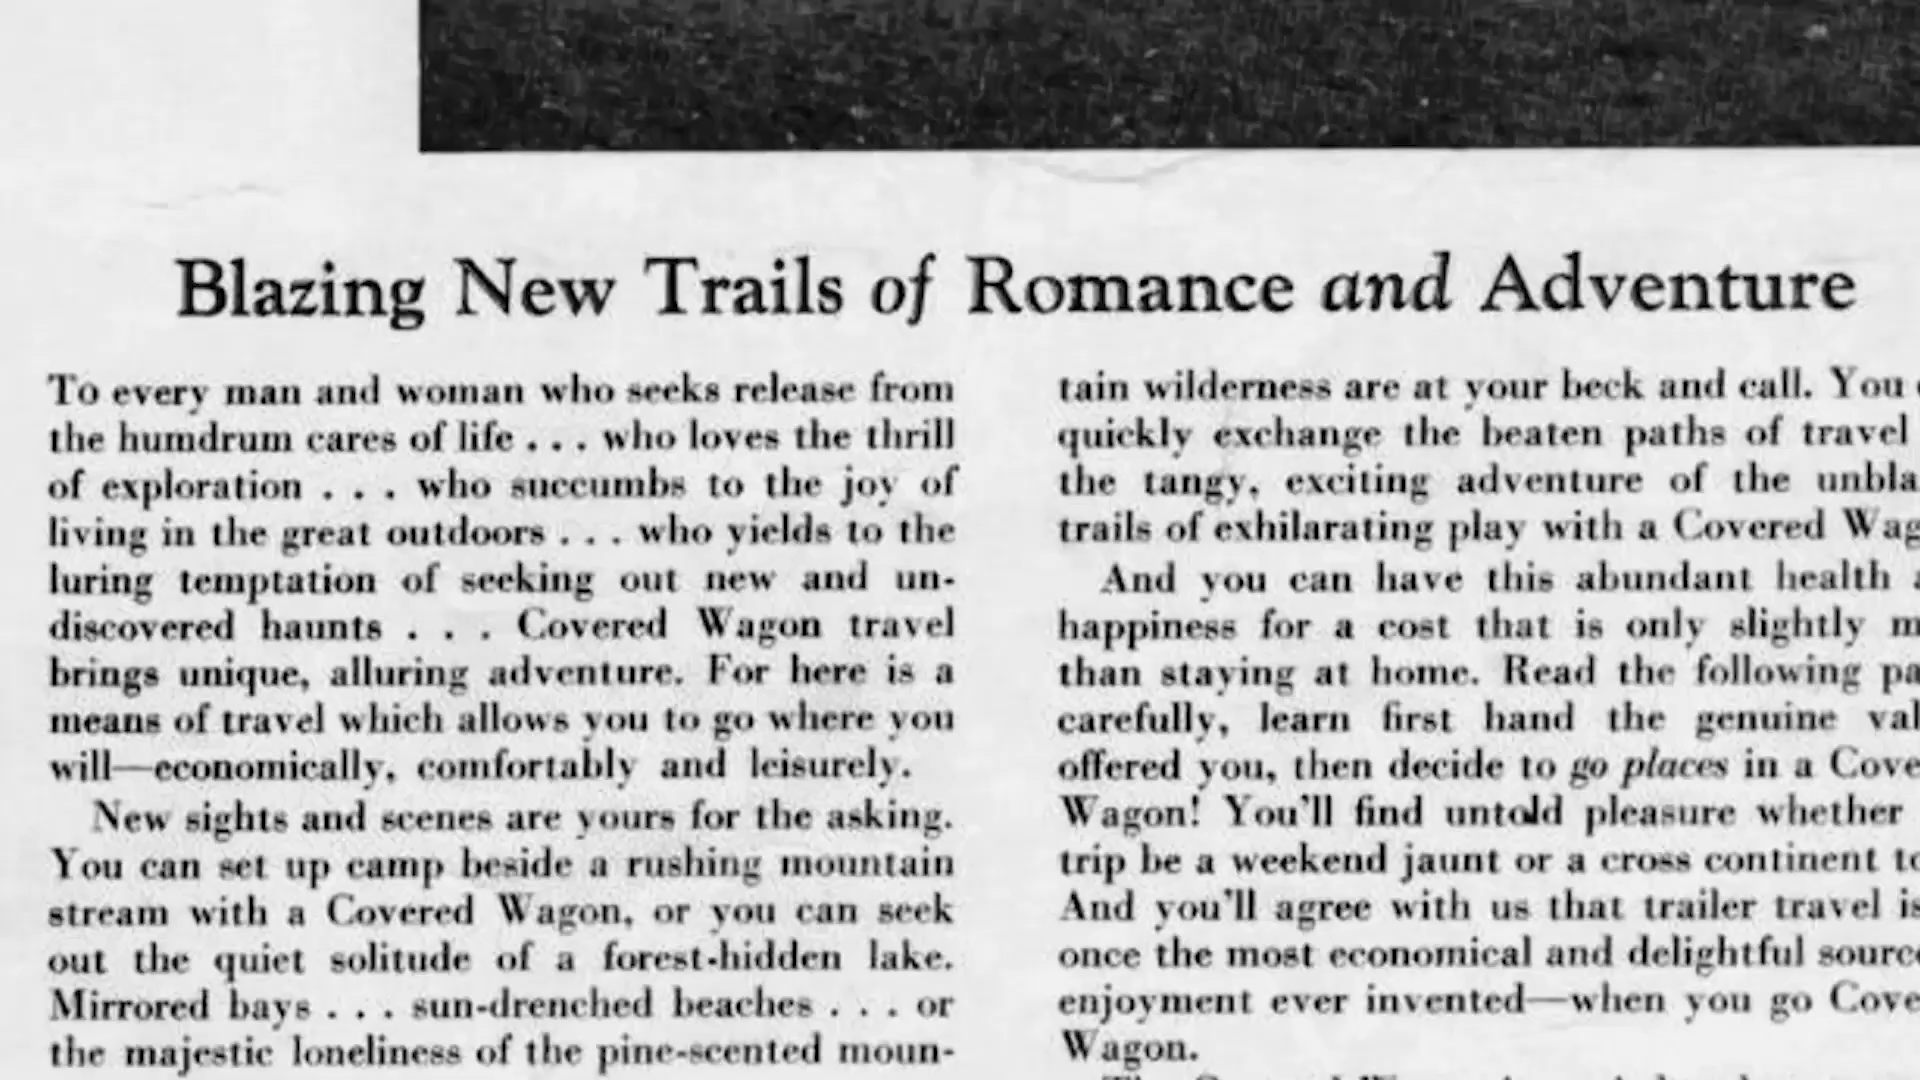 Blazing New Trails of Romance and Adventure
To every man and woman who seeks release from
the humdrum cares of life . . . who loves the thrill
of exploration . . . who succumbs to the joy of
living in the great outdoors . . . who yields to the
luring temptation of seeking out new and un-
discovered haunts . . . Covered Wagon travel
brings unique, alluring adventure. For here is a
means of travel which allows you to go where you
will—economically, comfortably and leisurely.
New sights and scenes are yours for the asking.
You can set up camp beside a rushing mountain
stream with a Covered Wagon, or you can seek
out the quiet solitude of a forest-hidden lake.
Mirrored bays . . . sun-drenched beaches . . . or
the majestic loneliness of the pine-scented moun-
tain wilderness are at your beck and call. You
quickly exchange the beaten paths of travel
the tangy, exciting adventure of the unbla
trails of exhilarating play with a Covered Wag
And you can have this abundant health
happiness for a cost that is only slightly m
than staying at home. Read the following pa
carefully, learn first hand the genuine val
offered you, then decide to go places in a Cove
Wagon! You'll find untold pleasure whether
trip be a weekend jaunt or a cross continent to
And you'll agree with us that trailer travel is
once the most economical and delightful source
enjoyment ever invented—when you go Cove
Wagon.